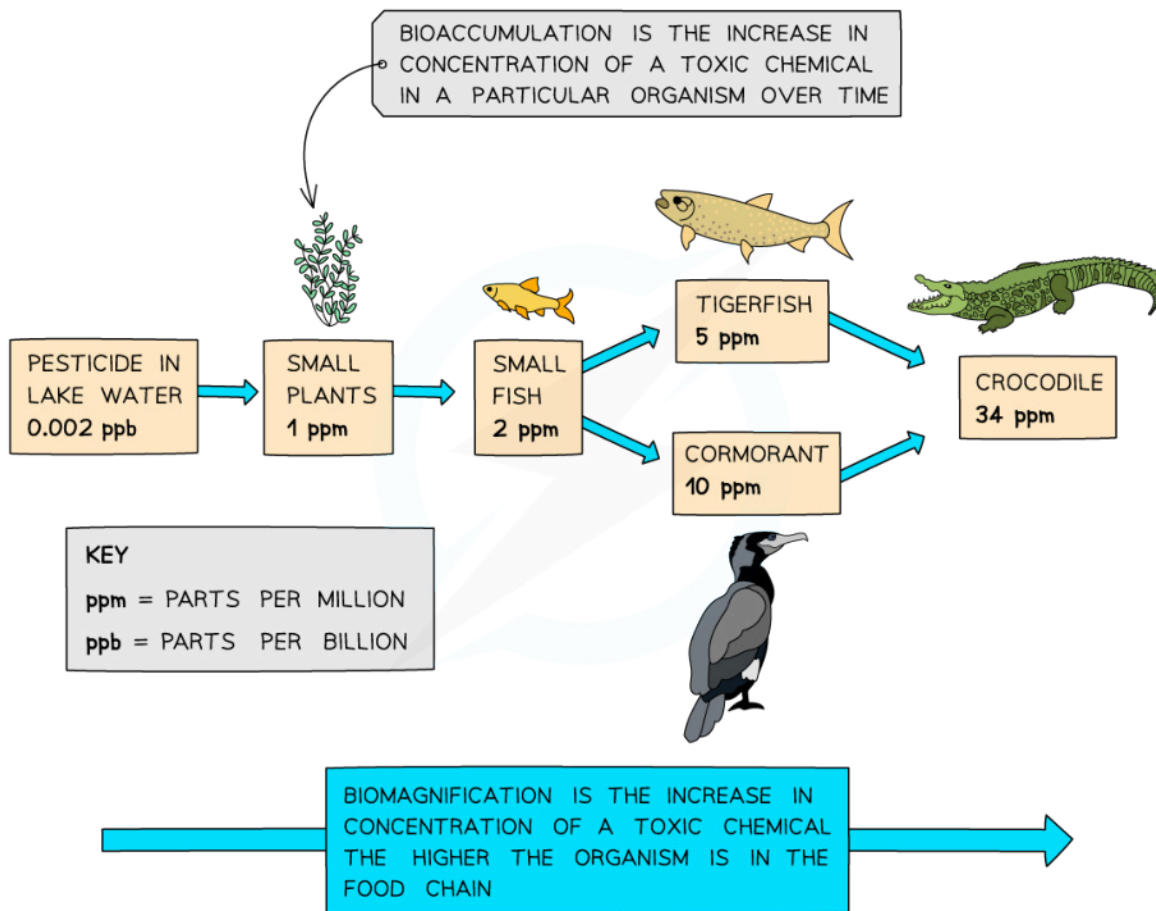 BIOACCUMULATION IS THE INCREASE IN
CONCENTRATION OF A TOXIC CHEMICAL
IN A PARTICULAR ORGANISM OVER TIME
PESTICIDE IN
LAKE WATER
0.002 ppb
SMALL
PLANTS
1 ppm
SMALL
FISH
2 ppm
TIGERFISH
5 ppm
CORMORANT
10 ppm
CROCODILE
34 ppm
KEY
ppm = PARTS PER MILLION
ppb = PARTS PER BILLION
BIOMAGNIFICATION IS THE INCREASE IN
CONCENTRATION OF A TOXIC CHEMICAL
THE HIGHER THE ORGANISM IS IN THE
FOOD CHAIN